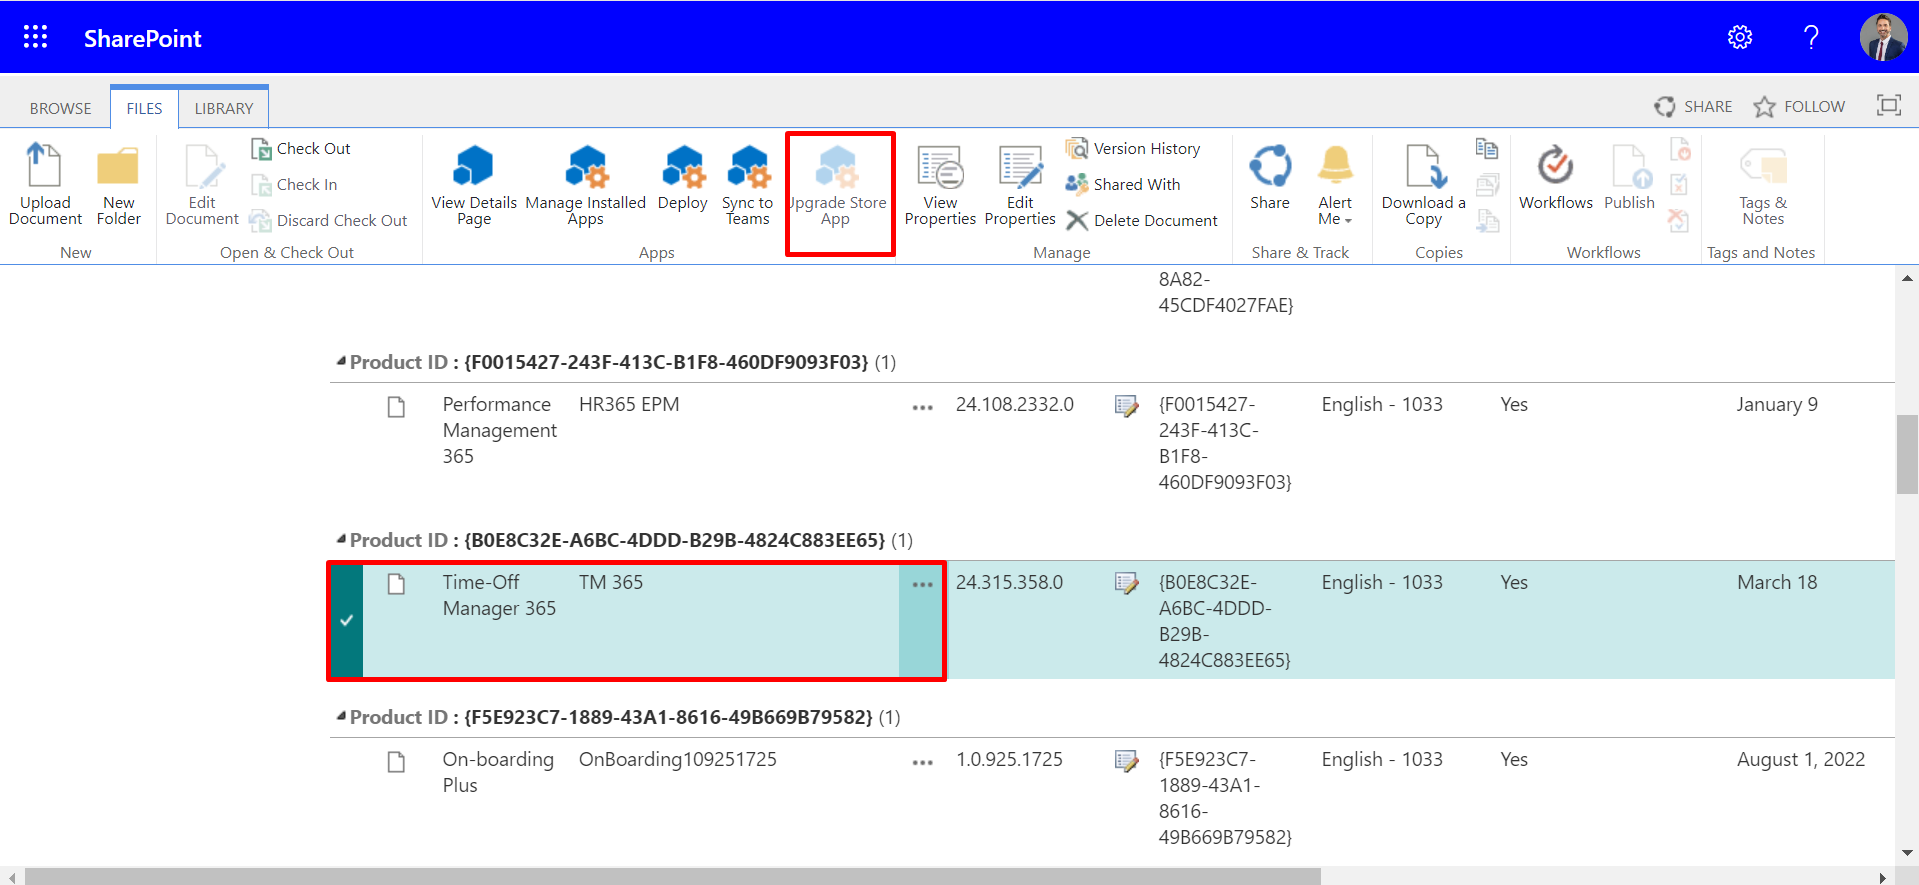 SharePoint
BROWSE FILES LIBRARY SHARE FOLLOW
Upload Document
New Folder
New
Edit Document
Check Out
Check In
Discard Check Out
Open & Check Out
View Details Page
Manage Installed Apps
Deploy
Sync to Teams
Upgrade Store App
Apps
View Properties
Edit Properties
Version History
Shared With
Delete Document
Manage
Share
Alert Me
Share & Track
Download a Copy
Copies
Workflows
Publish
Workflows
Tags & Notes
Tags and Notes
8A82-
45CDF4027FAE}
Product ID : {F0015427-243F-413C-B1F8-460DF9093F03} (1)
Performance HR365 EPM ... 24.108.2332.0 {F0015427- English - 1033 Yes January 9
Management 243F-413C-
365 B1F8-
460DF9093F03}
Product ID : {B0E8C32E-A6BC-4DDD-B29B-4824C883EE65} (1)
Time-Off TM 365 ... 24.315.358.0 {B0E8C32E- English - 1033 Yes March 18
Manager 365 A6BC-4DDD-
B29B-
4824C883EE65}
Product ID : {F5E923C7-1889-43A1-8616-49B669B79582} (1)
On-boarding OnBoarding109251725 ... 1.0.925.1725 {F5E923C7- English - 1033 Yes August 1, 2022
Plus 1889-43A1-
8616-
49B669B79582}